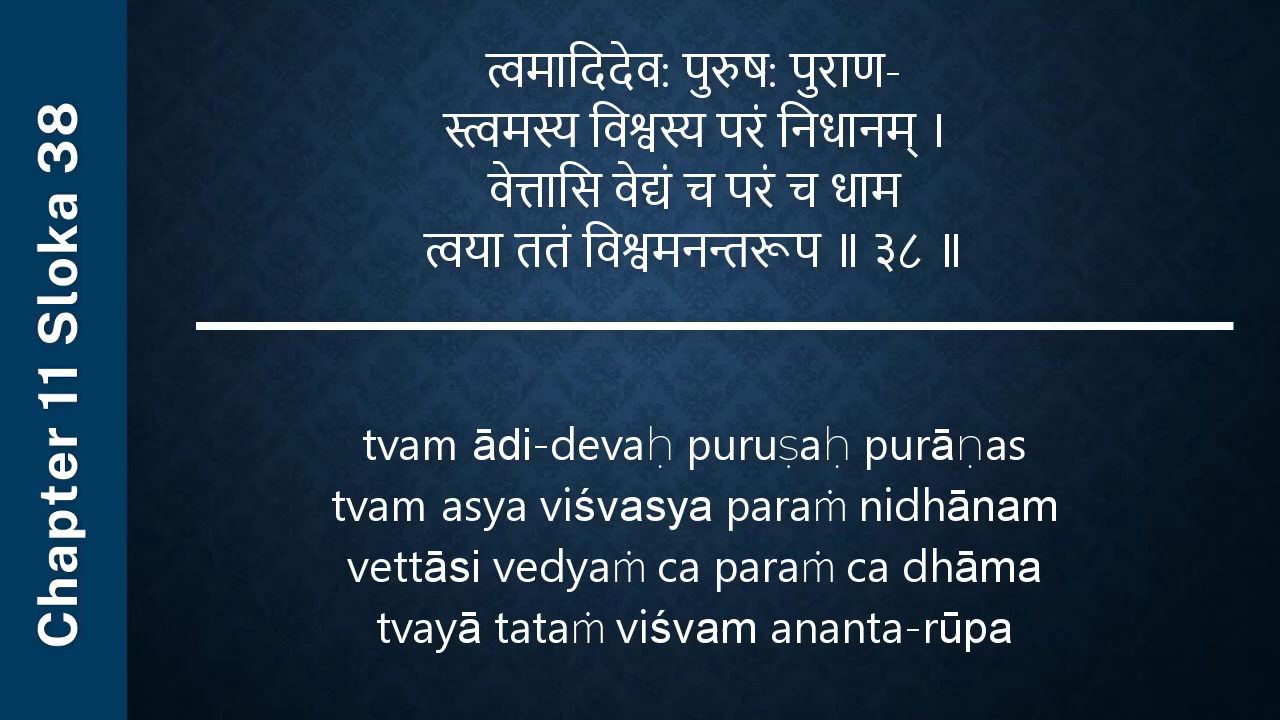 Chapter 11 Sloka 38
त्वमादिदेवः पुरुषः पुराण-
स्त्वमस्य विश्वस्य परं निधानम् ।
वेत्तासि वेद्यं च परं च धाम
त्वया ततं विश्वमनन्तरूप ॥ ३८ ॥
tvam ādi-devaḥ puruṣaḥ purāṇas
tvam asya viśvasya paraṁ nidhānam
vettāsi vedyaṁ ca paraṁ ca dhāma
tvayā tataṁ viśvam ananta-rūpa